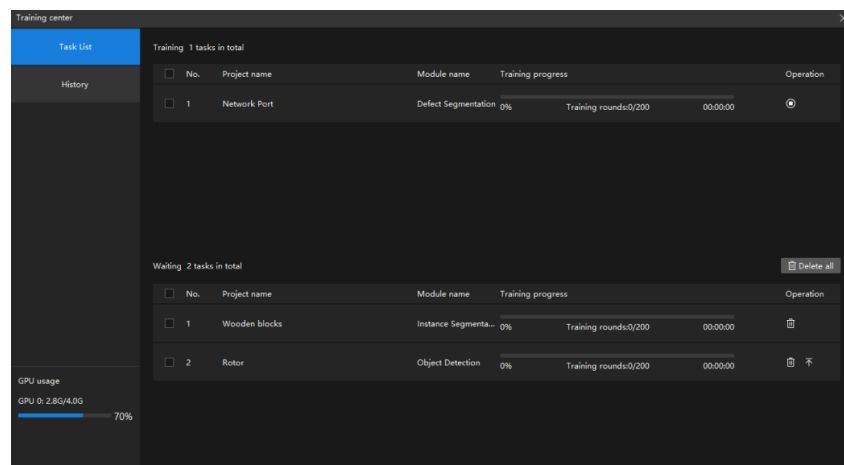 Training center
Task List
History
Training 1 tasks in total
No. Project name Module name Training progress Operation
1 Network Port Defect Segmentation 0% Training rounds:0/200 00:00:00
Waiting 2 tasks in total Delete all
No. Project name Module name Training progress Operation
1 Wooden blocks Instance Segmenta... 0% Training rounds:0/200 00:00:00
2 Rotor Object Detection 0% Training rounds:0/200 00:00:00
GPU usage
GPU 0: 2.8G/4.0G
70%